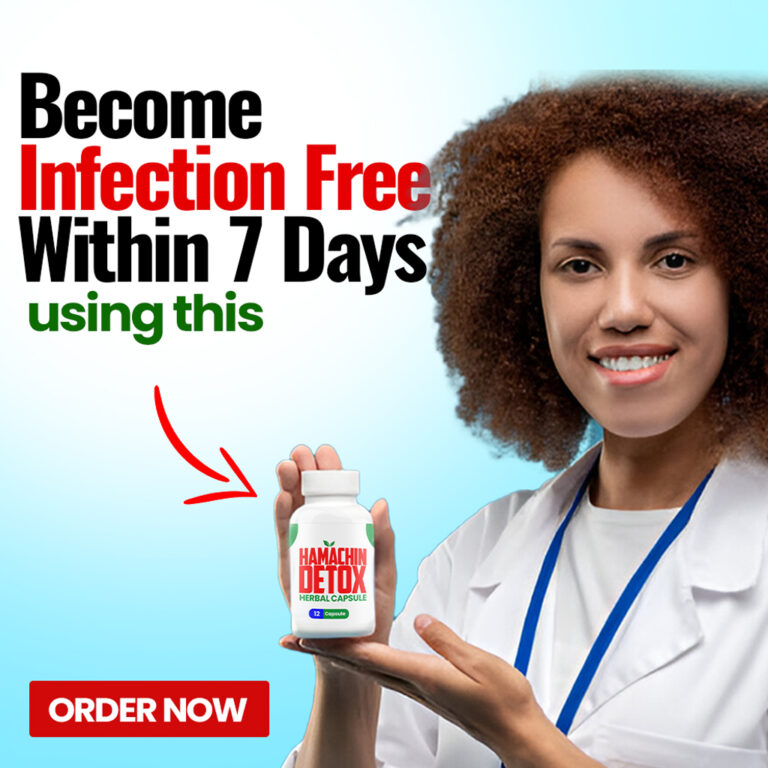 Become
Infection Free
Within 7 Days
using this
HAMACHIN
DETOX
HERBAL CAPSULE
12 Capsule
ORDER NOW